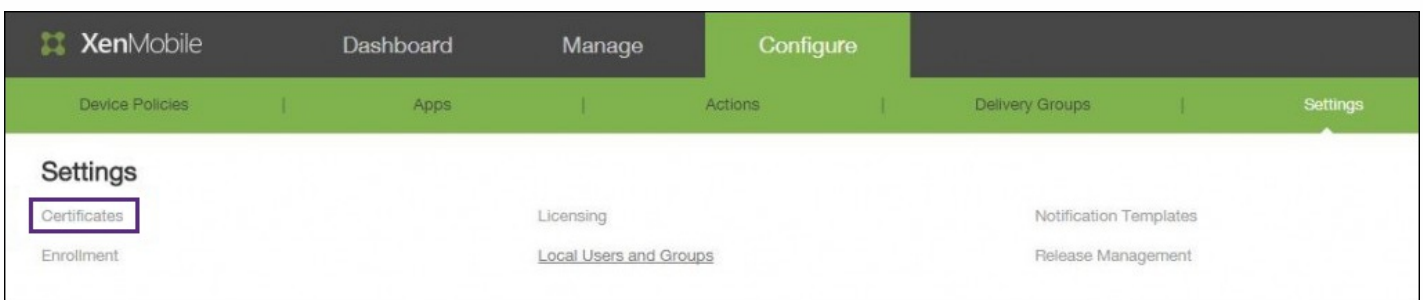 XenMobile Dashboard Manage Configure
Device Policies | Apps | Actions | Delivery Groups | Settings
Settings
Certificates Licensing Notification Templates
Enrollment Local Users and Groups Release Management